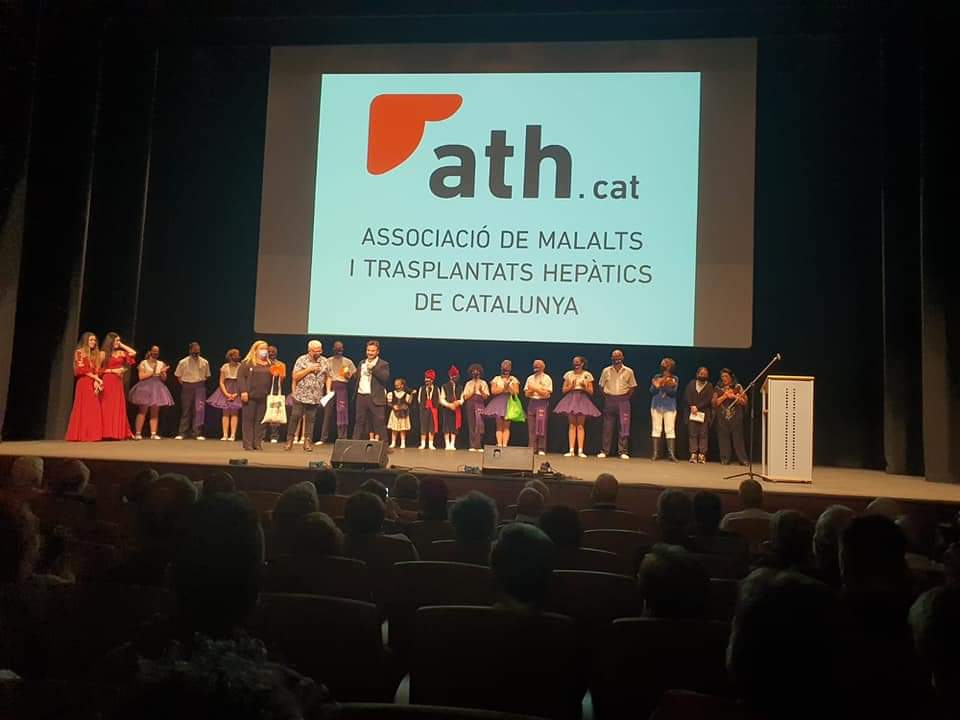 ath.cat
ASSOCIACIÓ DE MALALTS
I TRASPLANTATS HEPÀTICS
DE CATALUNYA